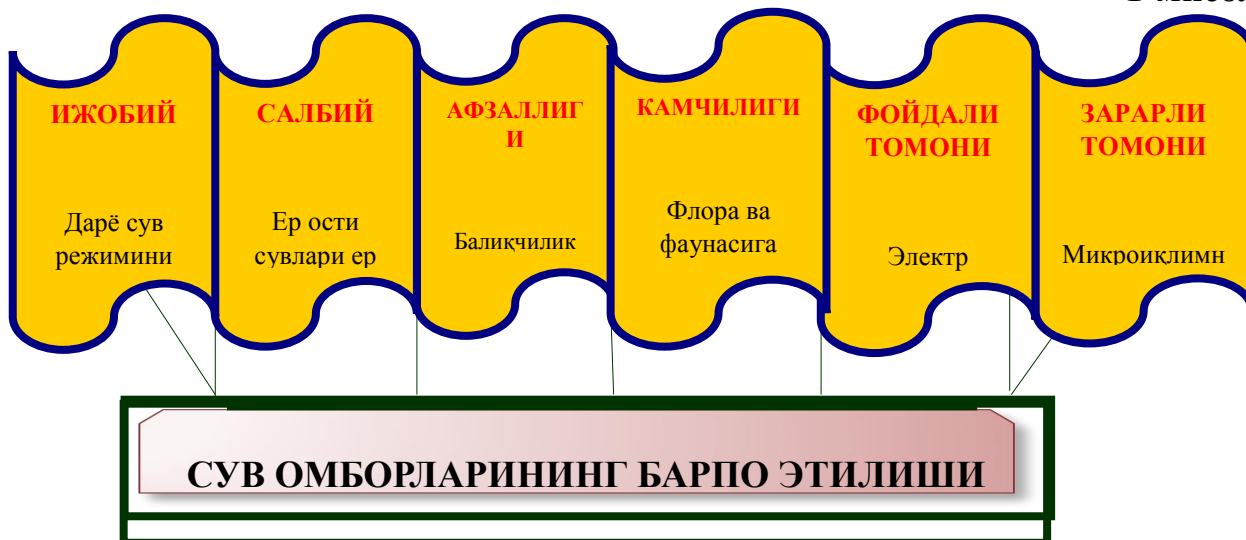 ИЖОБИЙ
Дарё сув
режимини
САЛБИЙ
Ер ости
сувлари ер
АФЗАЛЛИГ
И
Балиқчилик
КАМЧИЛИГИ
Флора ва
фаунасига
ФОЙДАЛИ
ТОМОНИ
Электр
ЗАРАРЛИ
ТОМОНИ
Микроиқлимн
СУВ ОМБОРЛАРИНИНГ БАРПО ЭТИЛИШИ